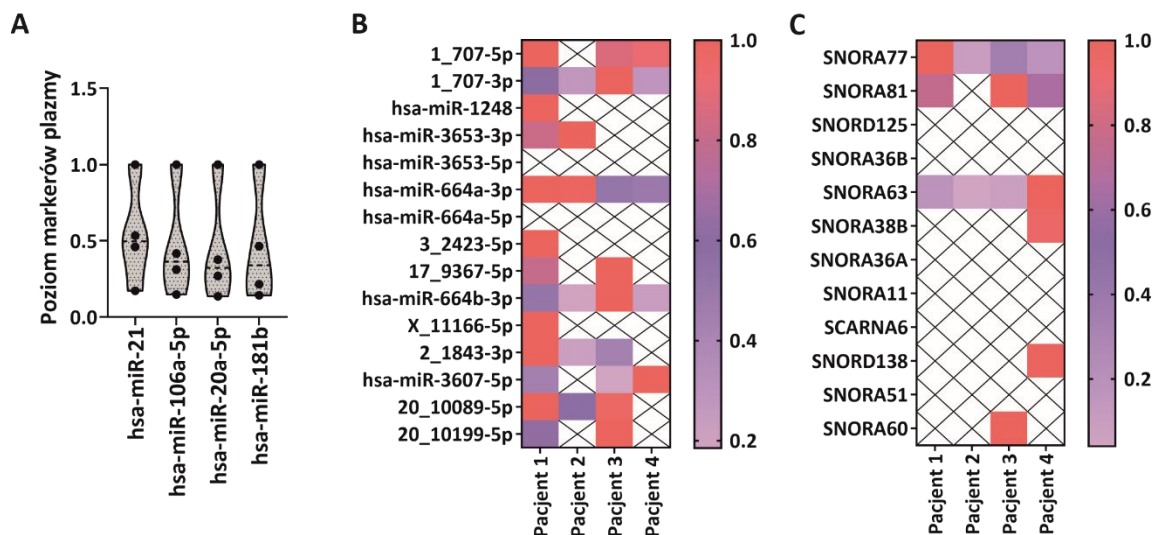 A
Poziom markerów plazmy
1.5
1.0
0.5
0.0
hsa-miR-21
hsa-miR-106a-5p
hsa-miR-20a-5p
hsa-miR-181b
B
1_707-5p
1_707-3p
hsa-miR-1248
hsa-miR-3653-3p
hsa-miR-3653-5p
hsa-miR-664a-3p
hsa-miR-664a-5p
3_2423-5p
17_9367-5p
hsa-miR-664b-3p
X_11166-5p
2_1843-3p
hsa-miR-3607-5p
20_10089-5p
20_10199-5p
Pacjent 1
Pacjent 2
Pacjent 3
Pacjent 4
1.0
0.8
0.6
0.4
0.2
C
SNORA77
SNORA81
SNORD125
SNORA36B
SNORA63
SNORA38B
SNORA36A
SNORA11
SCARNA6
SNORD138
SNORA51
SNORA60
Pacjent 1
Pacjent 2
Pacjent 3
Pacjent 4
1.0
0.8
0.6
0.4
0.2